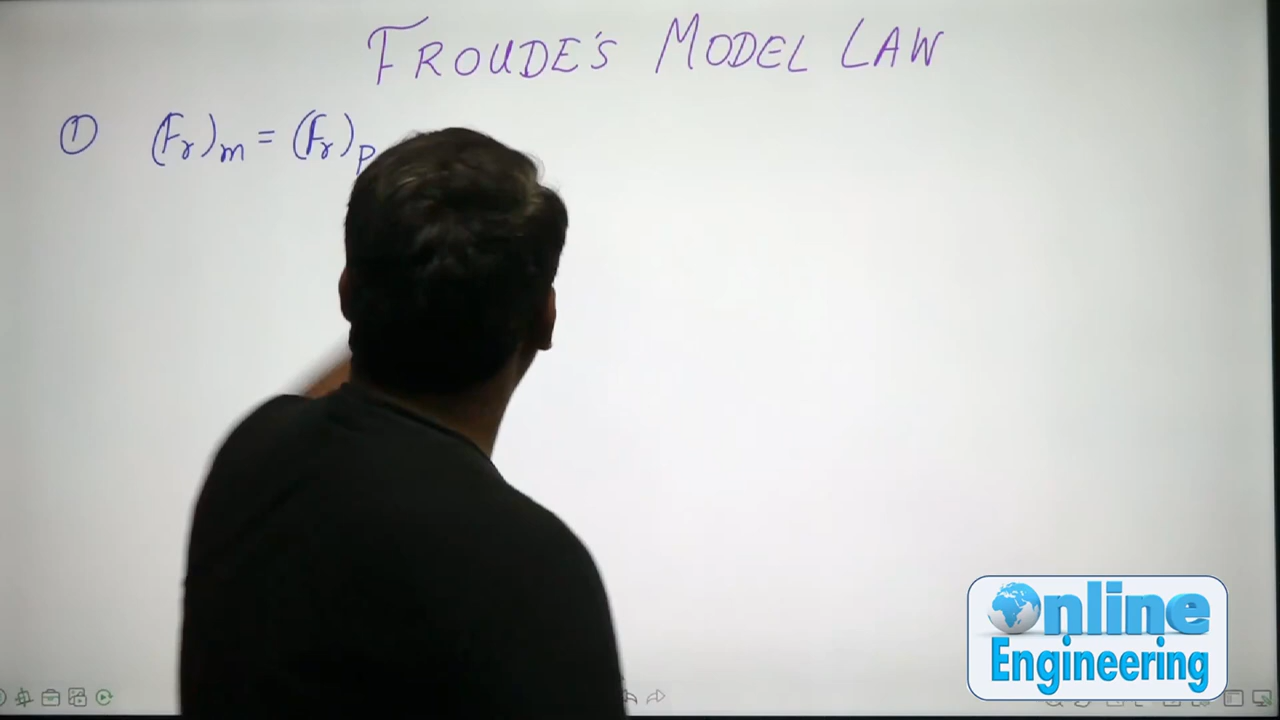 FROUDE'S MODEL LAW
① (Fr)m = (Fr)p
Online
Engineering